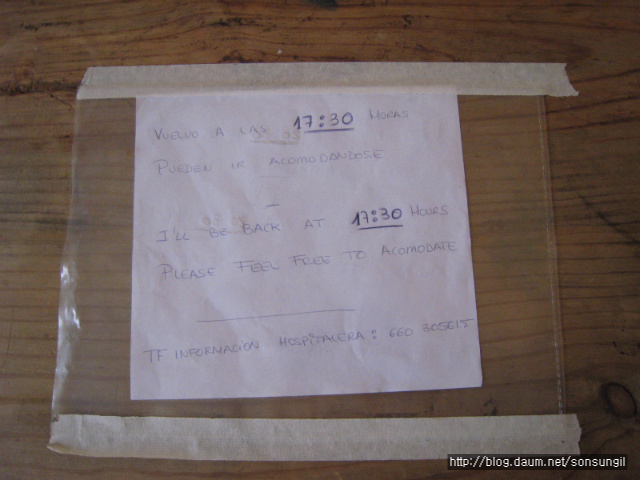 VUELVO A LAS 17:30 HORAS
PUEDEN IR ACOMODANDOSE
I'LL BE BACK AT 17:30 HOURS
PLEASE FEEL FREE TO ACOMODATE
TF INFORMACION HOSPITALERA: 660 305615
http://blog.daum.net/sonsungil